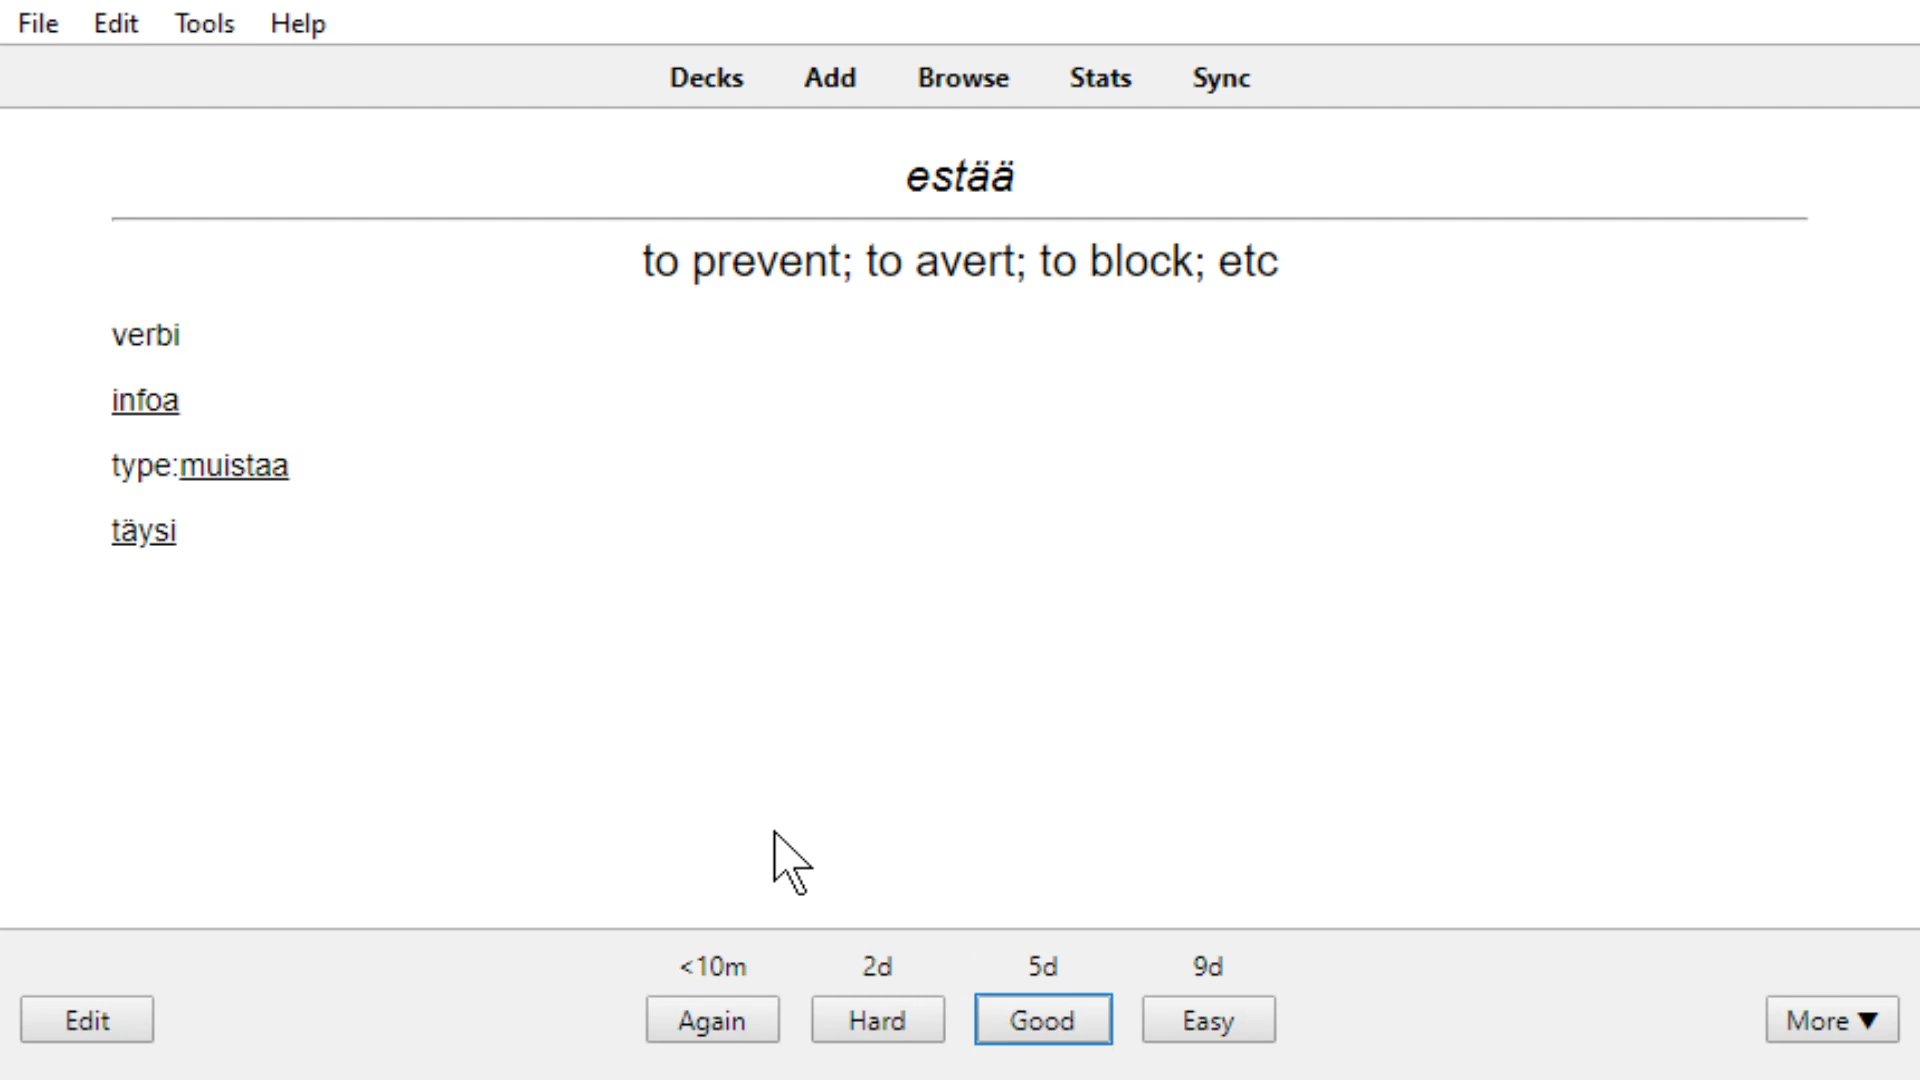 File Edit Tools Help
Decks Add Browse Stats Sync
estää
to prevent; to avert; to block; etc
verbi
infoa
type:muistaa
täysi
<10m 2d 5d 9d
Edit Again Hard Good Easy More ▼